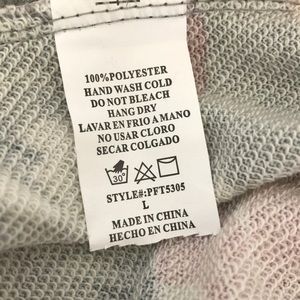 100%POLYESTER
HAND WASH COLD
DO NOT BLEACH
HANG DRY
LAVAR EN FRIO A MANO
NO USAR CLORO
SECAR COLGADO
30°
STYLE#:PFT5305
L
MADE IN CHINA
HECHO EN CHINA